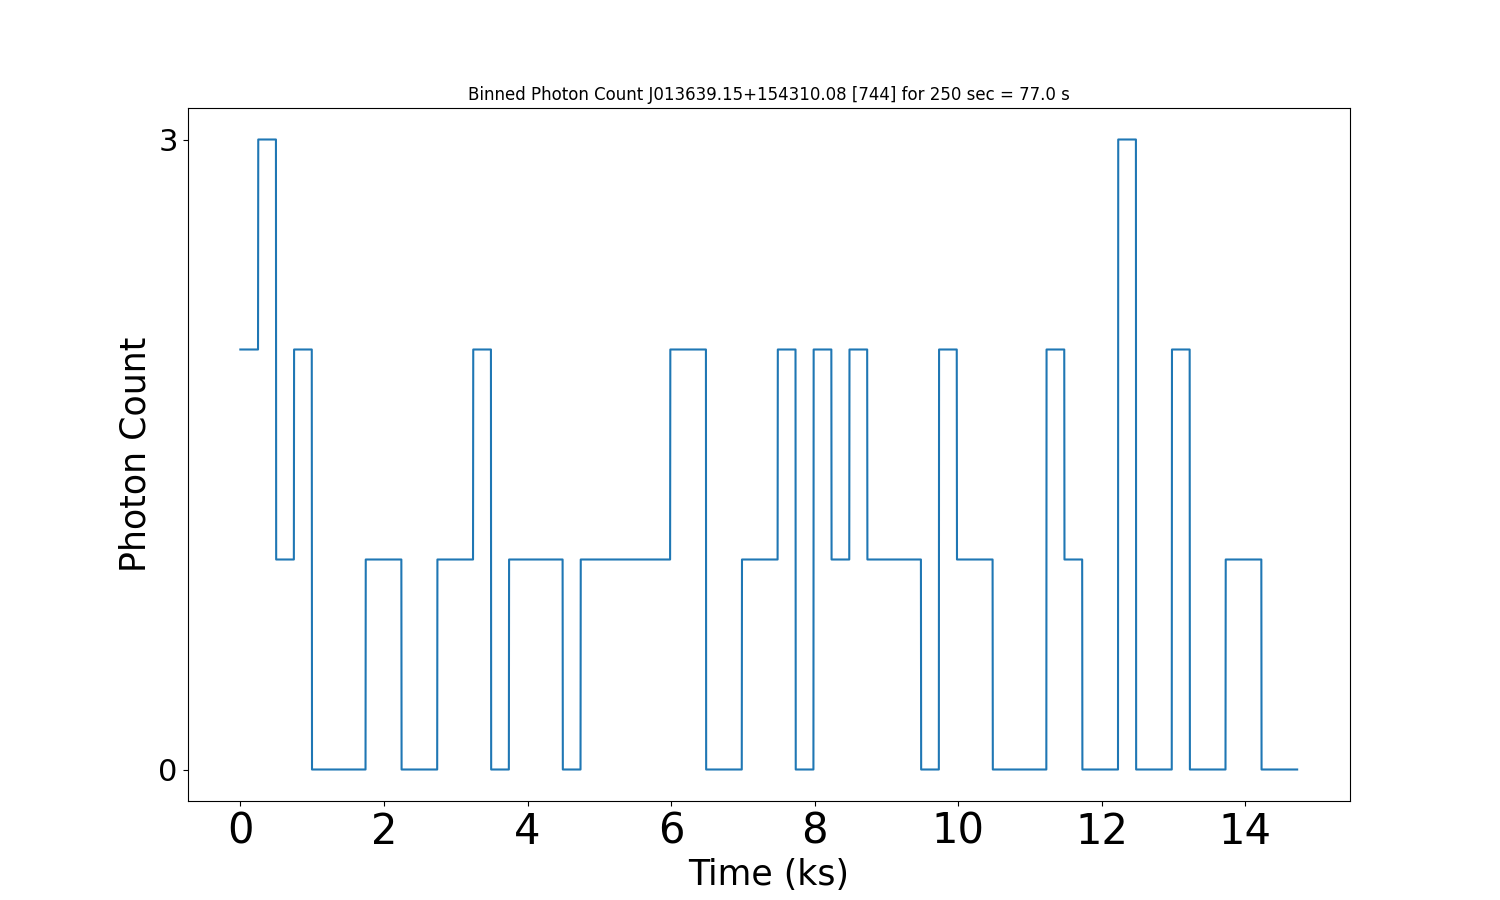 Binned Photon Count J013639.15+154310.08 [744] for 250 sec = 77.0 s
3
Photon Count
0
0 2 4 6 8 10 12 14
Time (ks)